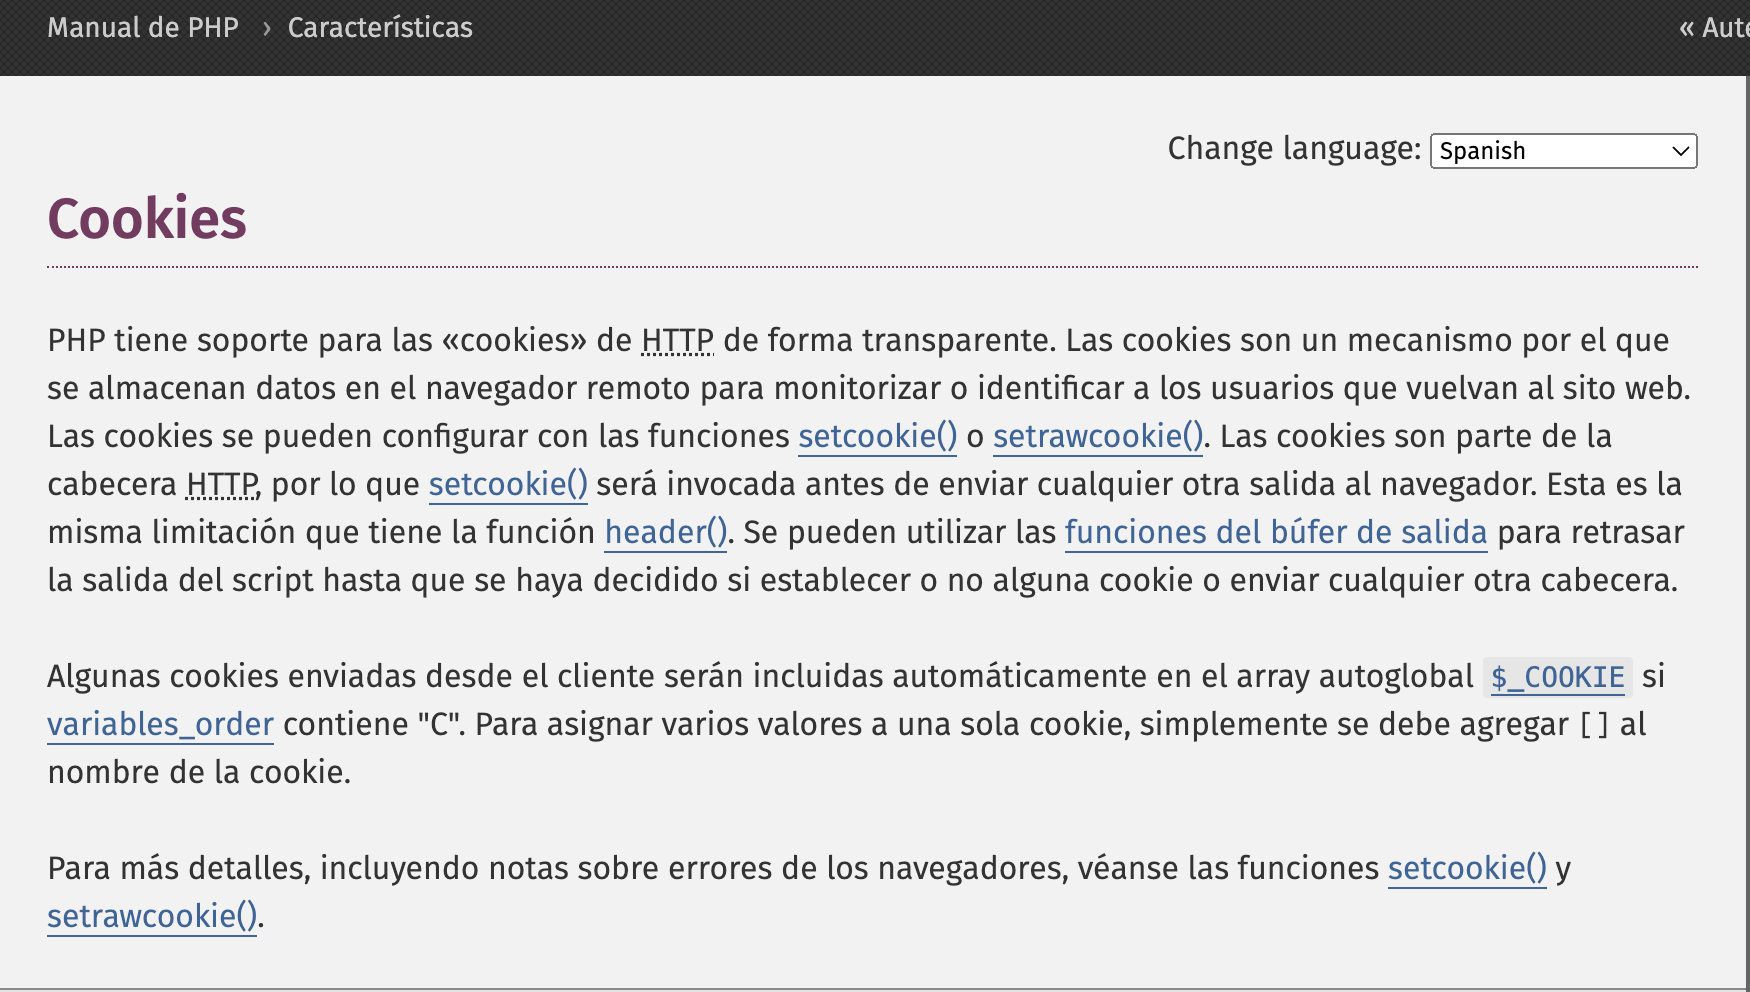 Manual de PHP › Características
« Aute
Change language: Spanish
Cookies
PHP tiene soporte para las «cookies» de HTTP de forma transparente. Las cookies son un mecanismo por el que
se almacenan datos en el navegador remoto para monitorizar o identificar a los usuarios que vuelvan al sito web.
Las cookies se pueden configurar con las funciones setcookie() o setrawcookie(). Las cookies son parte de la
cabecera HTTP, por lo que setcookie() será invocada antes de enviar cualquier otra salida al navegador. Esta es la
misma limitación que tiene la función header(). Se pueden utilizar las funciones del búfer de salida para retrasar
la salida del script hasta que se haya decidido si establecer o no alguna cookie o enviar cualquier otra cabecera.
Algunas cookies enviadas desde el cliente serán incluidas automáticamente en el array autoglobal $_COOKIE si
variables_order contiene "C". Para asignar varios valores a una sola cookie, simplemente se debe agregar [] al
nombre de la cookie.
Para más detalles, incluyendo notas sobre errores de los navegadores, véanse las funciones setcookie() y
setrawcookie().